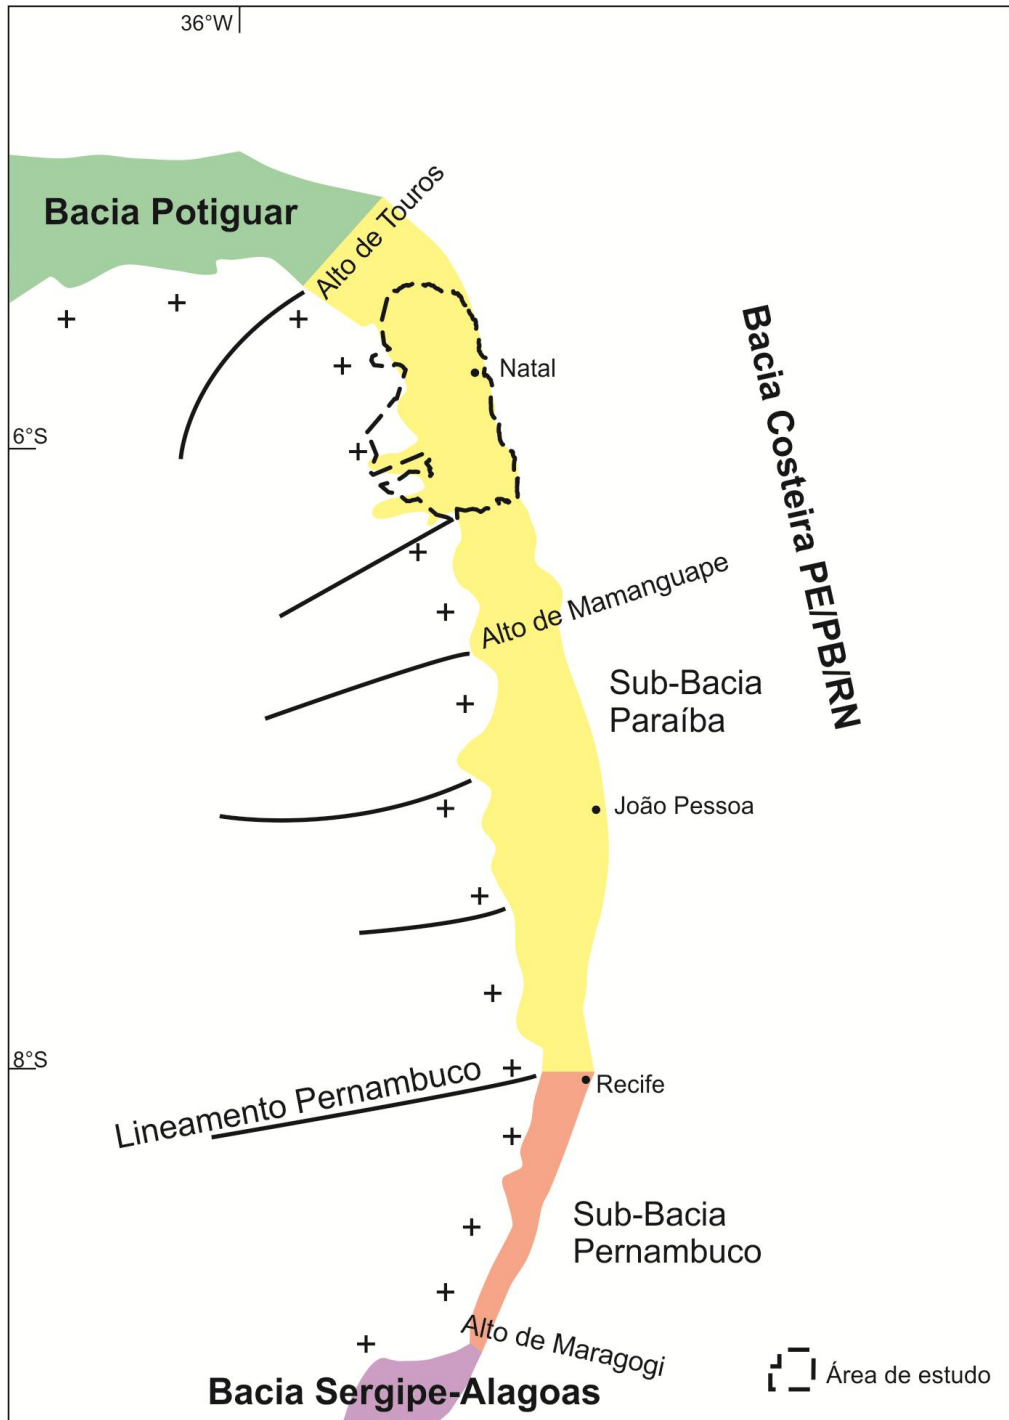 36°W
Bacia Potiguar
Alto de Touros
Natal
Bacia Costeira PE/PB/RN
6°S
Alto de Mamanguape
Sub-Bacia
Paraíba
João Pessoa
8°S
Lineamento Pernambuco
Recife
Sub-Bacia
Pernambuco
Alto de Maragogi
Área de estudo
Bacia Sergipe-Alagoas